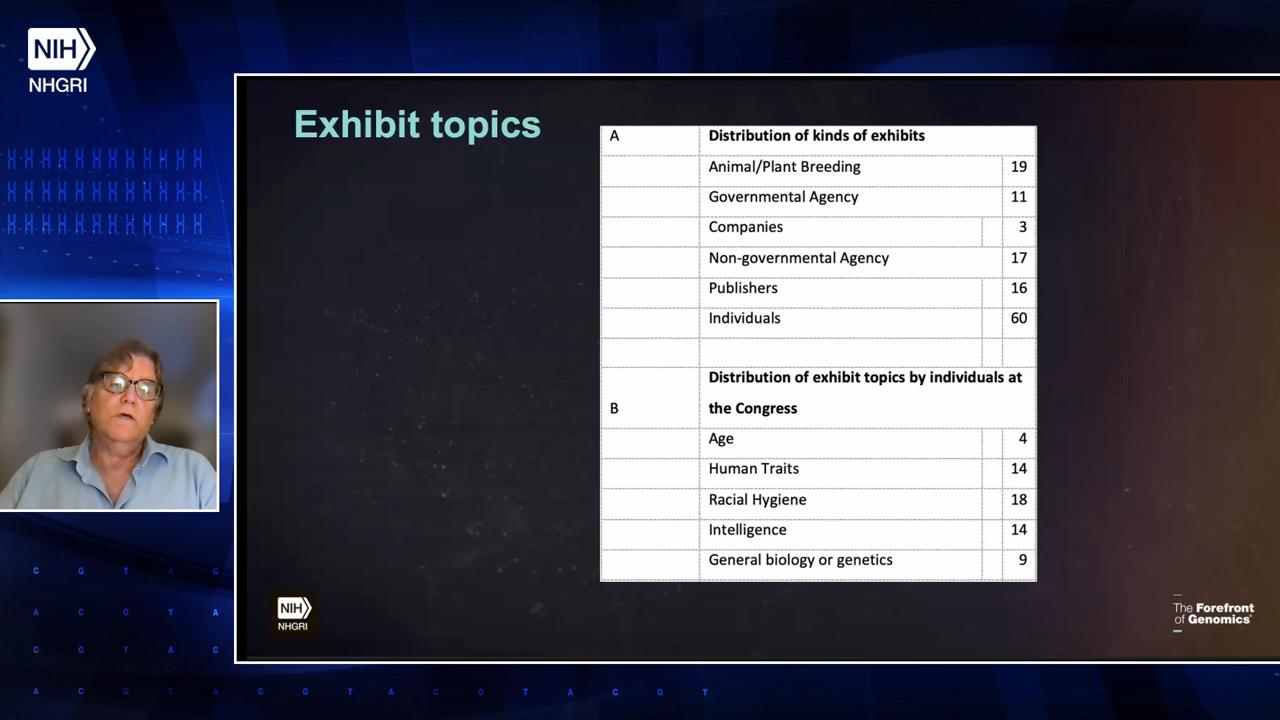 NIH
NHGRI
Exhibit topics
A Distribution of kinds of exhibits
Animal/Plant Breeding 19
Governmental Agency 11
Companies 3
Non-governmental Agency 17
Publishers 16
Individuals 60
Distribution of exhibit topics by individuals at
B the Congress
Age 4
Human Traits 14
Racial Hygiene 18
Intelligence 14
General biology or genetics 9
NIH
NHGRI
The Forefront
of Genomics®
C G T A C
A C G T A
C G T A C
A C G T A C G T A C G T A C G T